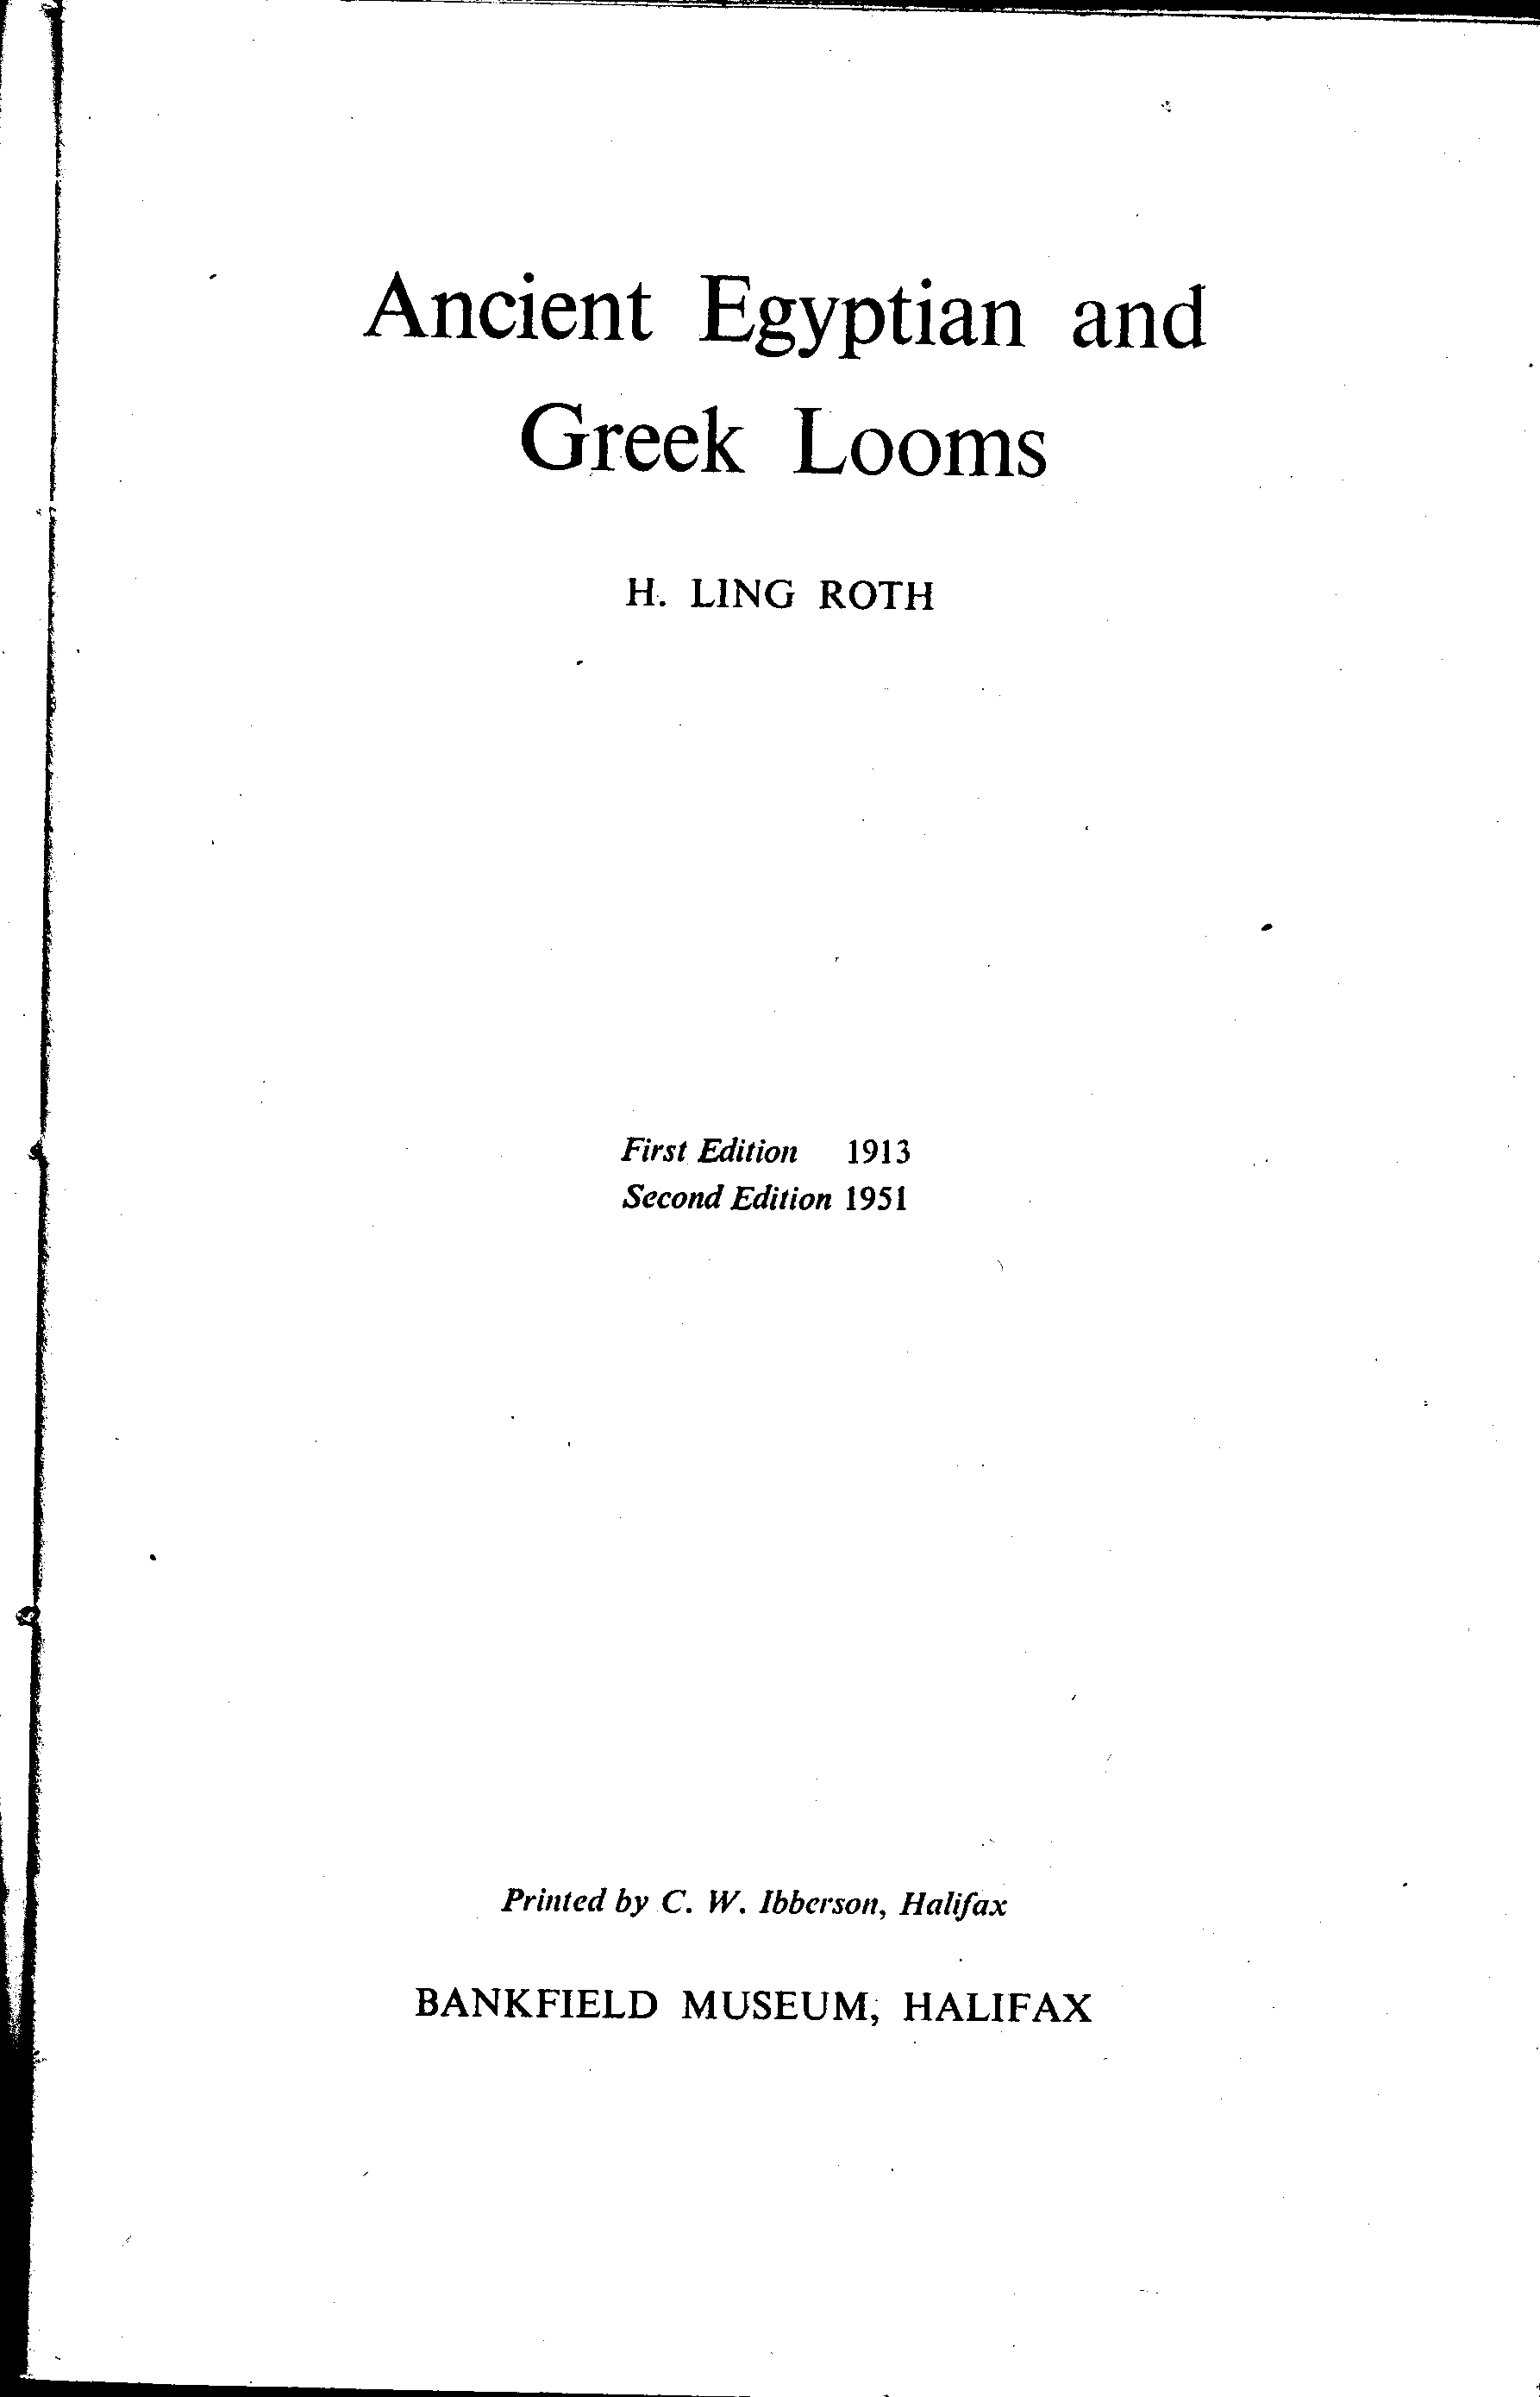 Ancient Egyptian and
Greek Looms
H. LING ROTH
First Edition 1913
Second Edition 1951
Printed by C. W. Ibberson, Halifax
BANKFIELD MUSEUM, HALIFAX